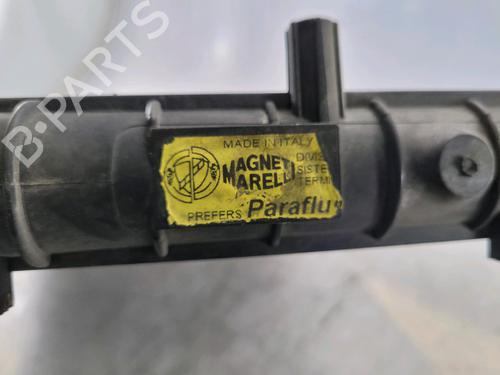 B-PARTS
MADE IN ITALY
MAGNETI
MARELLI
PREFERS Paraflu